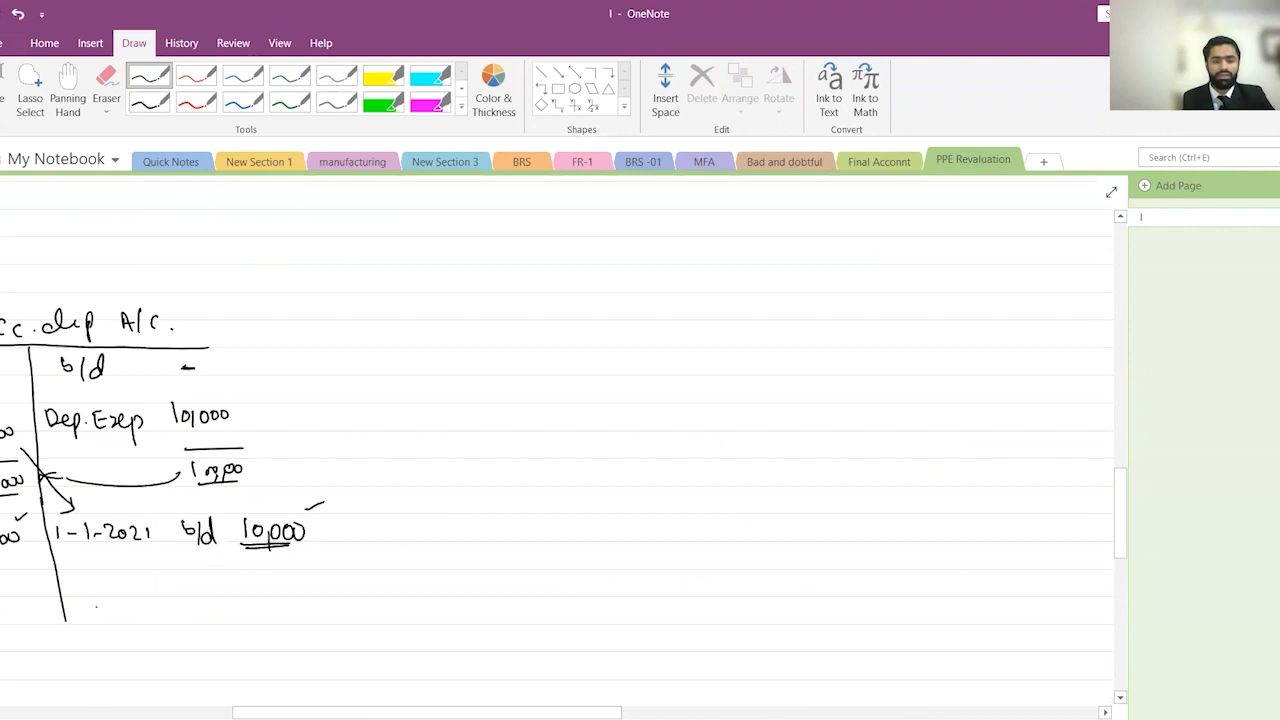 I - OneNote
Home Insert Draw History Review View Help
Lasso Select
Panning Hand
Eraser
Color & Thickness
Insert Space
Delete
Arrange
Rotate
Ink to Text
Ink to Math
Tools
Shapes
Edit
Convert
My Notebook
Quick Notes
New Section 1
manufacturing
New Section 3
BRS
FR-1
BRS -01
MFA
Bad and doubtful
Final Acconnt
PPE Revaluation
Search (Ctrl+E)
Add Page
I
cc. dep A/C.
b/d -
Dep. Exep 10,000
10,000
1-1-2021 b/d 10,000